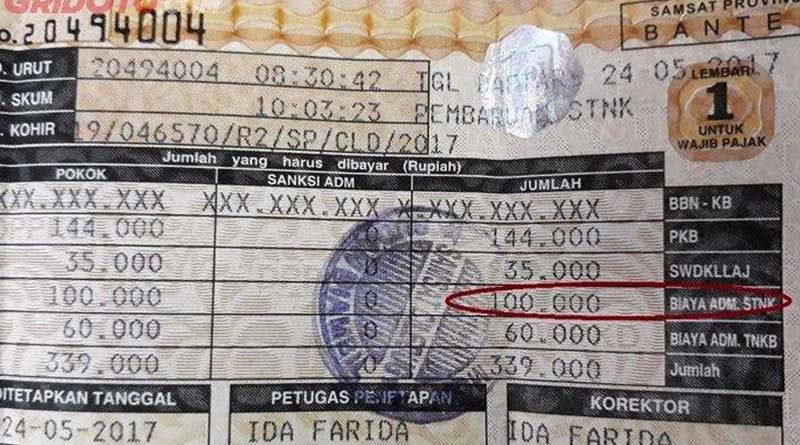 GRIDOTO
20494004
SAMSAT PROVINSI
BANTEN
URUT 20494004 08:30:42 TGL 24 05 2017
SKUM 10:03:23 PEMBARUAN STNK
KOHIR 19/046570/R2/SP/CLD/2017
LEMBAR
1
UNTUK
WAJIB PAJAK
Jumlah yang harus dibayar (Rupiah)
POKOK SANKSI ADM JUMLAH
XXX.XXX.XXX XXX.XXX.XXX X.XXX.XXX.XXX BBN - KB
144.000 0 144.000 PKB
35.000 0 35.000 SWDKLLAJ
100.000 0 100.000 BIAYA ADM. STNK
60.000 0 60.000 BIAYA ADM. TNKB
339.000 0 339.000 Jumlah
DITETAPKAN TANGGAL PETUGAS PENETAPAN KOREKTOR
24-05-2017 IDA FARIDA IDA FARIDA